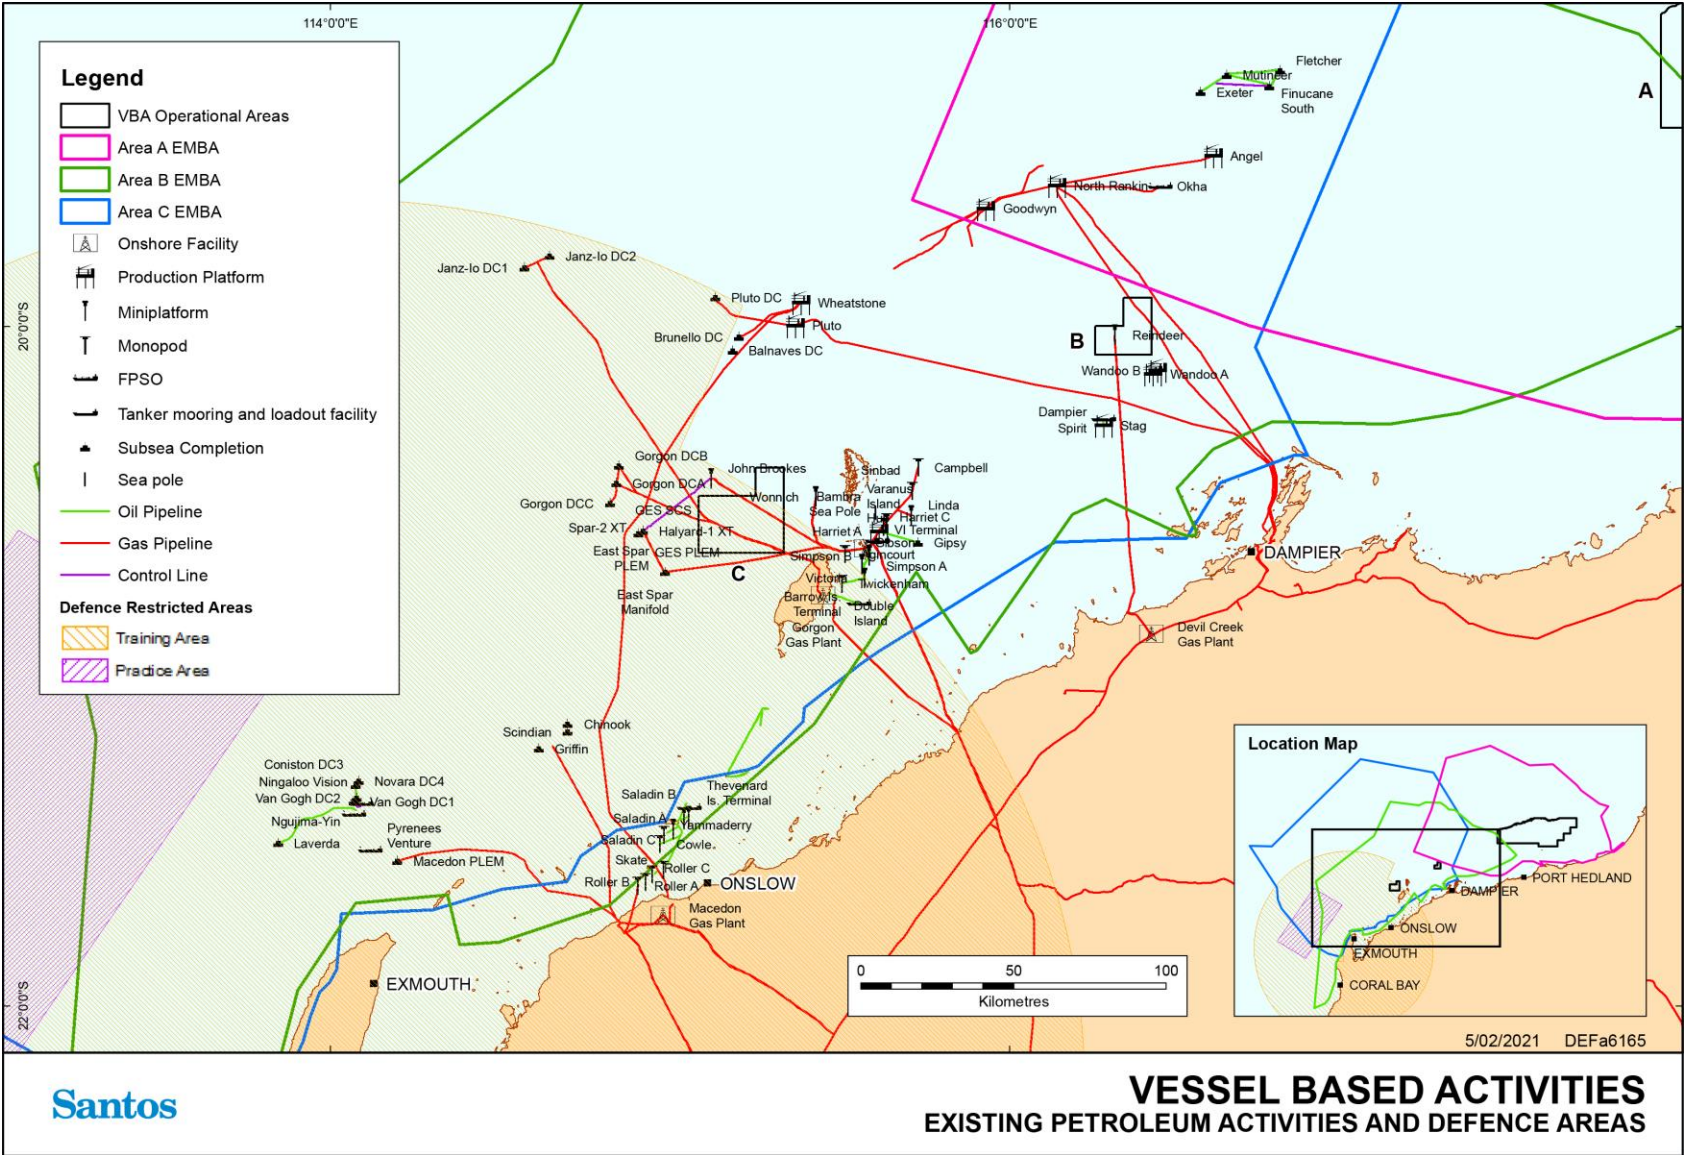 114°0'0"E
116°0'0"E
20°0'0"S
22°0'0"S
Legend
VBA Operational Areas
Area A EMBA
Area B EMBA
Area C EMBA
Onshore Facility
Production Platform
Miniplatform
Monopod
FPSO
Tanker mooring and loadout facility
Subsea Completion
Sea pole
Oil Pipeline
Gas Pipeline
Control Line
Defence Restricted Areas
Training Area
Practice Area
A
Fletcher
Mutineer
Exeter
Finucane
South
Angel
North Rankin
Okha
Goodwyn
Janz-Io DC1
Janz-Io DC2
Pluto DC
Wheatstone
Pluto
Brunello DC
Balnaves DC
B
Reindeer
Wandoo B
Wandoo A
Dampier
Spirit
Stag
Gorgon DCB
Gorgon DCA
Gorgon DCC
John Brookes
Wonnich
GES SCS
Spar-2 XT
Halyard-1 XT
East Spar
PLEM
GES PLEM
C
East Spar
Manifold
Sinbad
Campbell
Varanus
Island
Bambra
Sea Pole
Linda
Harriet C
Harriet A
VI Terminal
Gibson
Gipsy
Agincourt
Simpson B
Simpson A
Victoria
Twickenham
Barrow Is.
Terminal
Double
Island
Gorgon
Gas Plant
DAMPIER
Devil Creek
Gas Plant
Scindian
Chinook
Griffin
Coniston DC3
Ningaloo Vision
Novara DC4
Van Gogh DC2
Van Gogh DC1
Ngujima-Yin
Pyrenees
Venture
Laverda
Macedon PLEM
Saladin B
Thevenard
Is. Terminal
Saladin A
Yammaderry
Saladin C
Cowle
Skate
Roller C
Roller B
Roller A
ONSLOW
Macedon
Gas Plant
EXMOUTH
0 50 100
Kilometres
Location Map
PORT HEDLAND
DAMPIER
ONSLOW
EXMOUTH
CORAL BAY
5/02/2021 DEFa6165
Santos
VESSEL BASED ACTIVITIES
EXISTING PETROLEUM ACTIVITIES AND DEFENCE AREAS